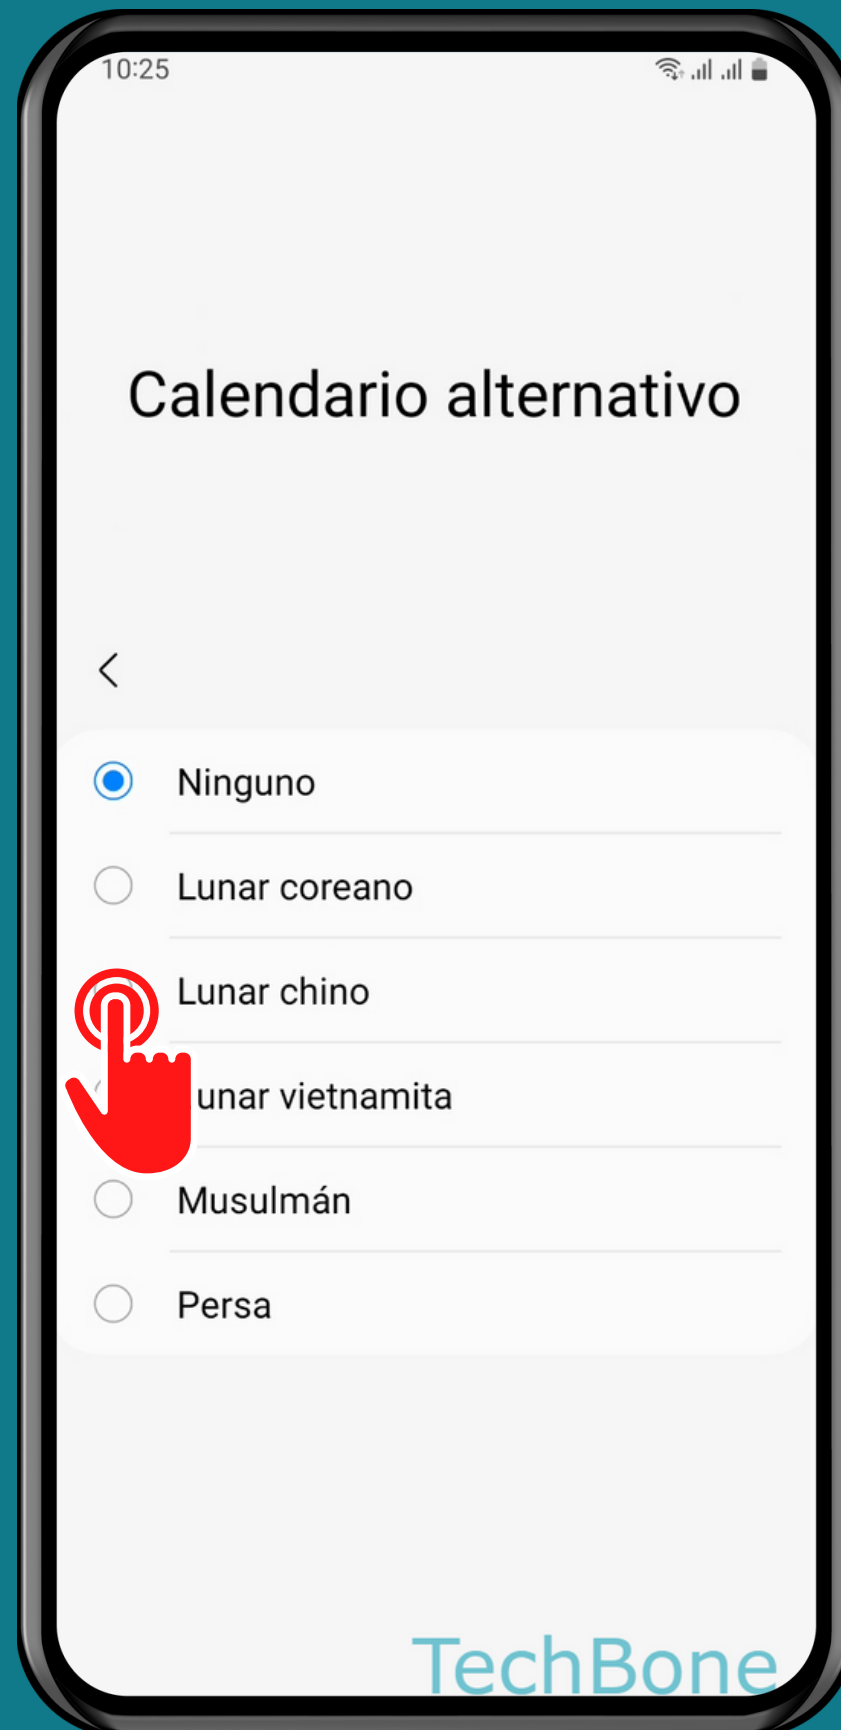 10:25
Calendario alternativo
Ninguno
Lunar coreano
Lunar chino
unar vietnamita
Musulmán
Persa
TechBone